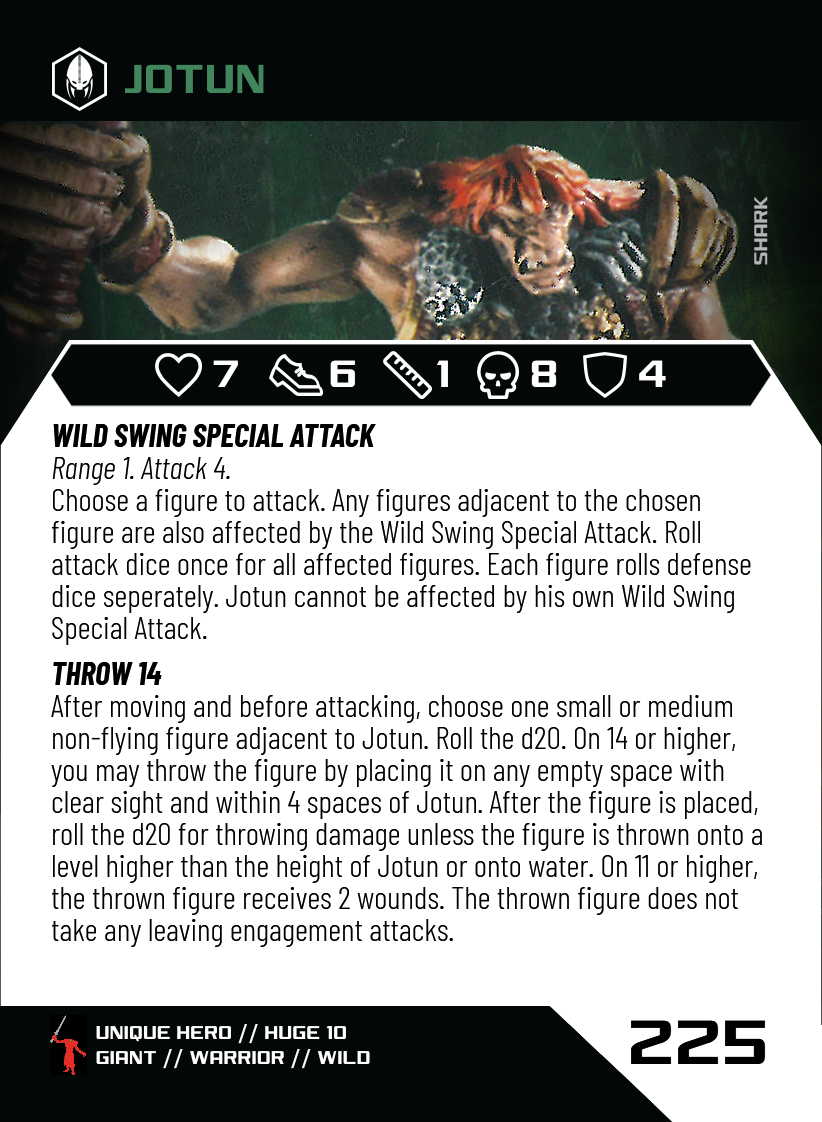 JOTUN
SHARK
7 6 1 8 4
WILD SWING SPECIAL ATTACK
Range 1. Attack 4.
Choose a figure to attack. Any figures adjacent to the chosen
figure are also affected by the Wild Swing Special Attack. Roll
attack dice once for all affected figures. Each figure rolls defense
dice seperately. Jotun cannot be affected by his own Wild Swing
Special Attack.
THROW 14
After moving and before attacking, choose one small or medium
non-flying figure adjacent to Jotun. Roll the d20. On 14 or higher,
you may throw the figure by placing it on any empty space with
clear sight and within 4 spaces of Jotun. After the figure is placed,
roll the d20 for throwing damage unless the figure is thrown onto a
level higher than the height of Jotun or onto water. On 11 or higher,
the thrown figure receives 2 wounds. The thrown figure does not
take any leaving engagement attacks.
UNIQUE HERO // HUGE 10
GIANT // WARRIOR // WILD
225